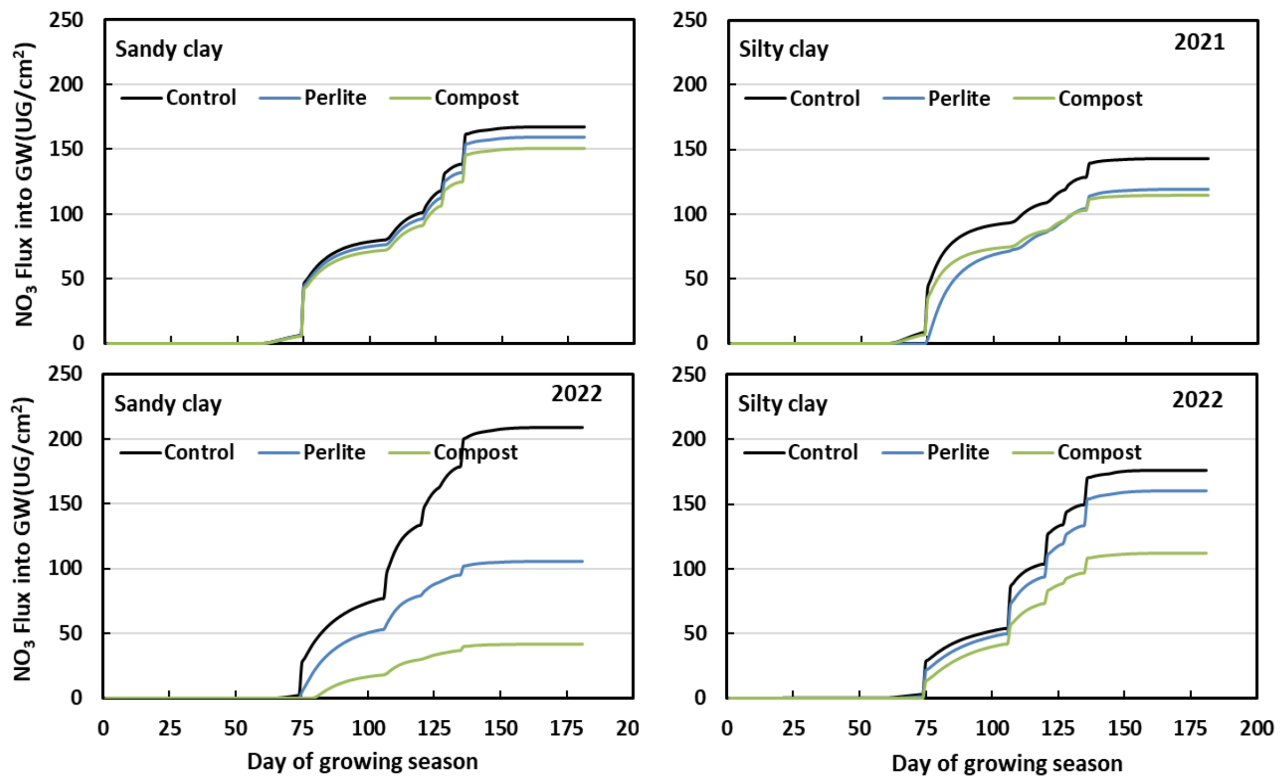 NO₃ Flux into GW(UG/cm²)
250
200
150
100
50
0
Sandy clay
Control Perlite Compost
250
200
150
100
50
0
Silty clay
2021
Control Perlite Compost
NO₃ Flux into GW(UG/cm²)
250
200
150
100
50
0
Sandy clay
2022
Control Perlite Compost
0 25 50 75 100 125 150 175 20
Day of growing season
250
200
150
100
50
0
Silty clay
2022
Control Perlite Compost
0 25 50 75 100 125 150 175 200
Day of growing season